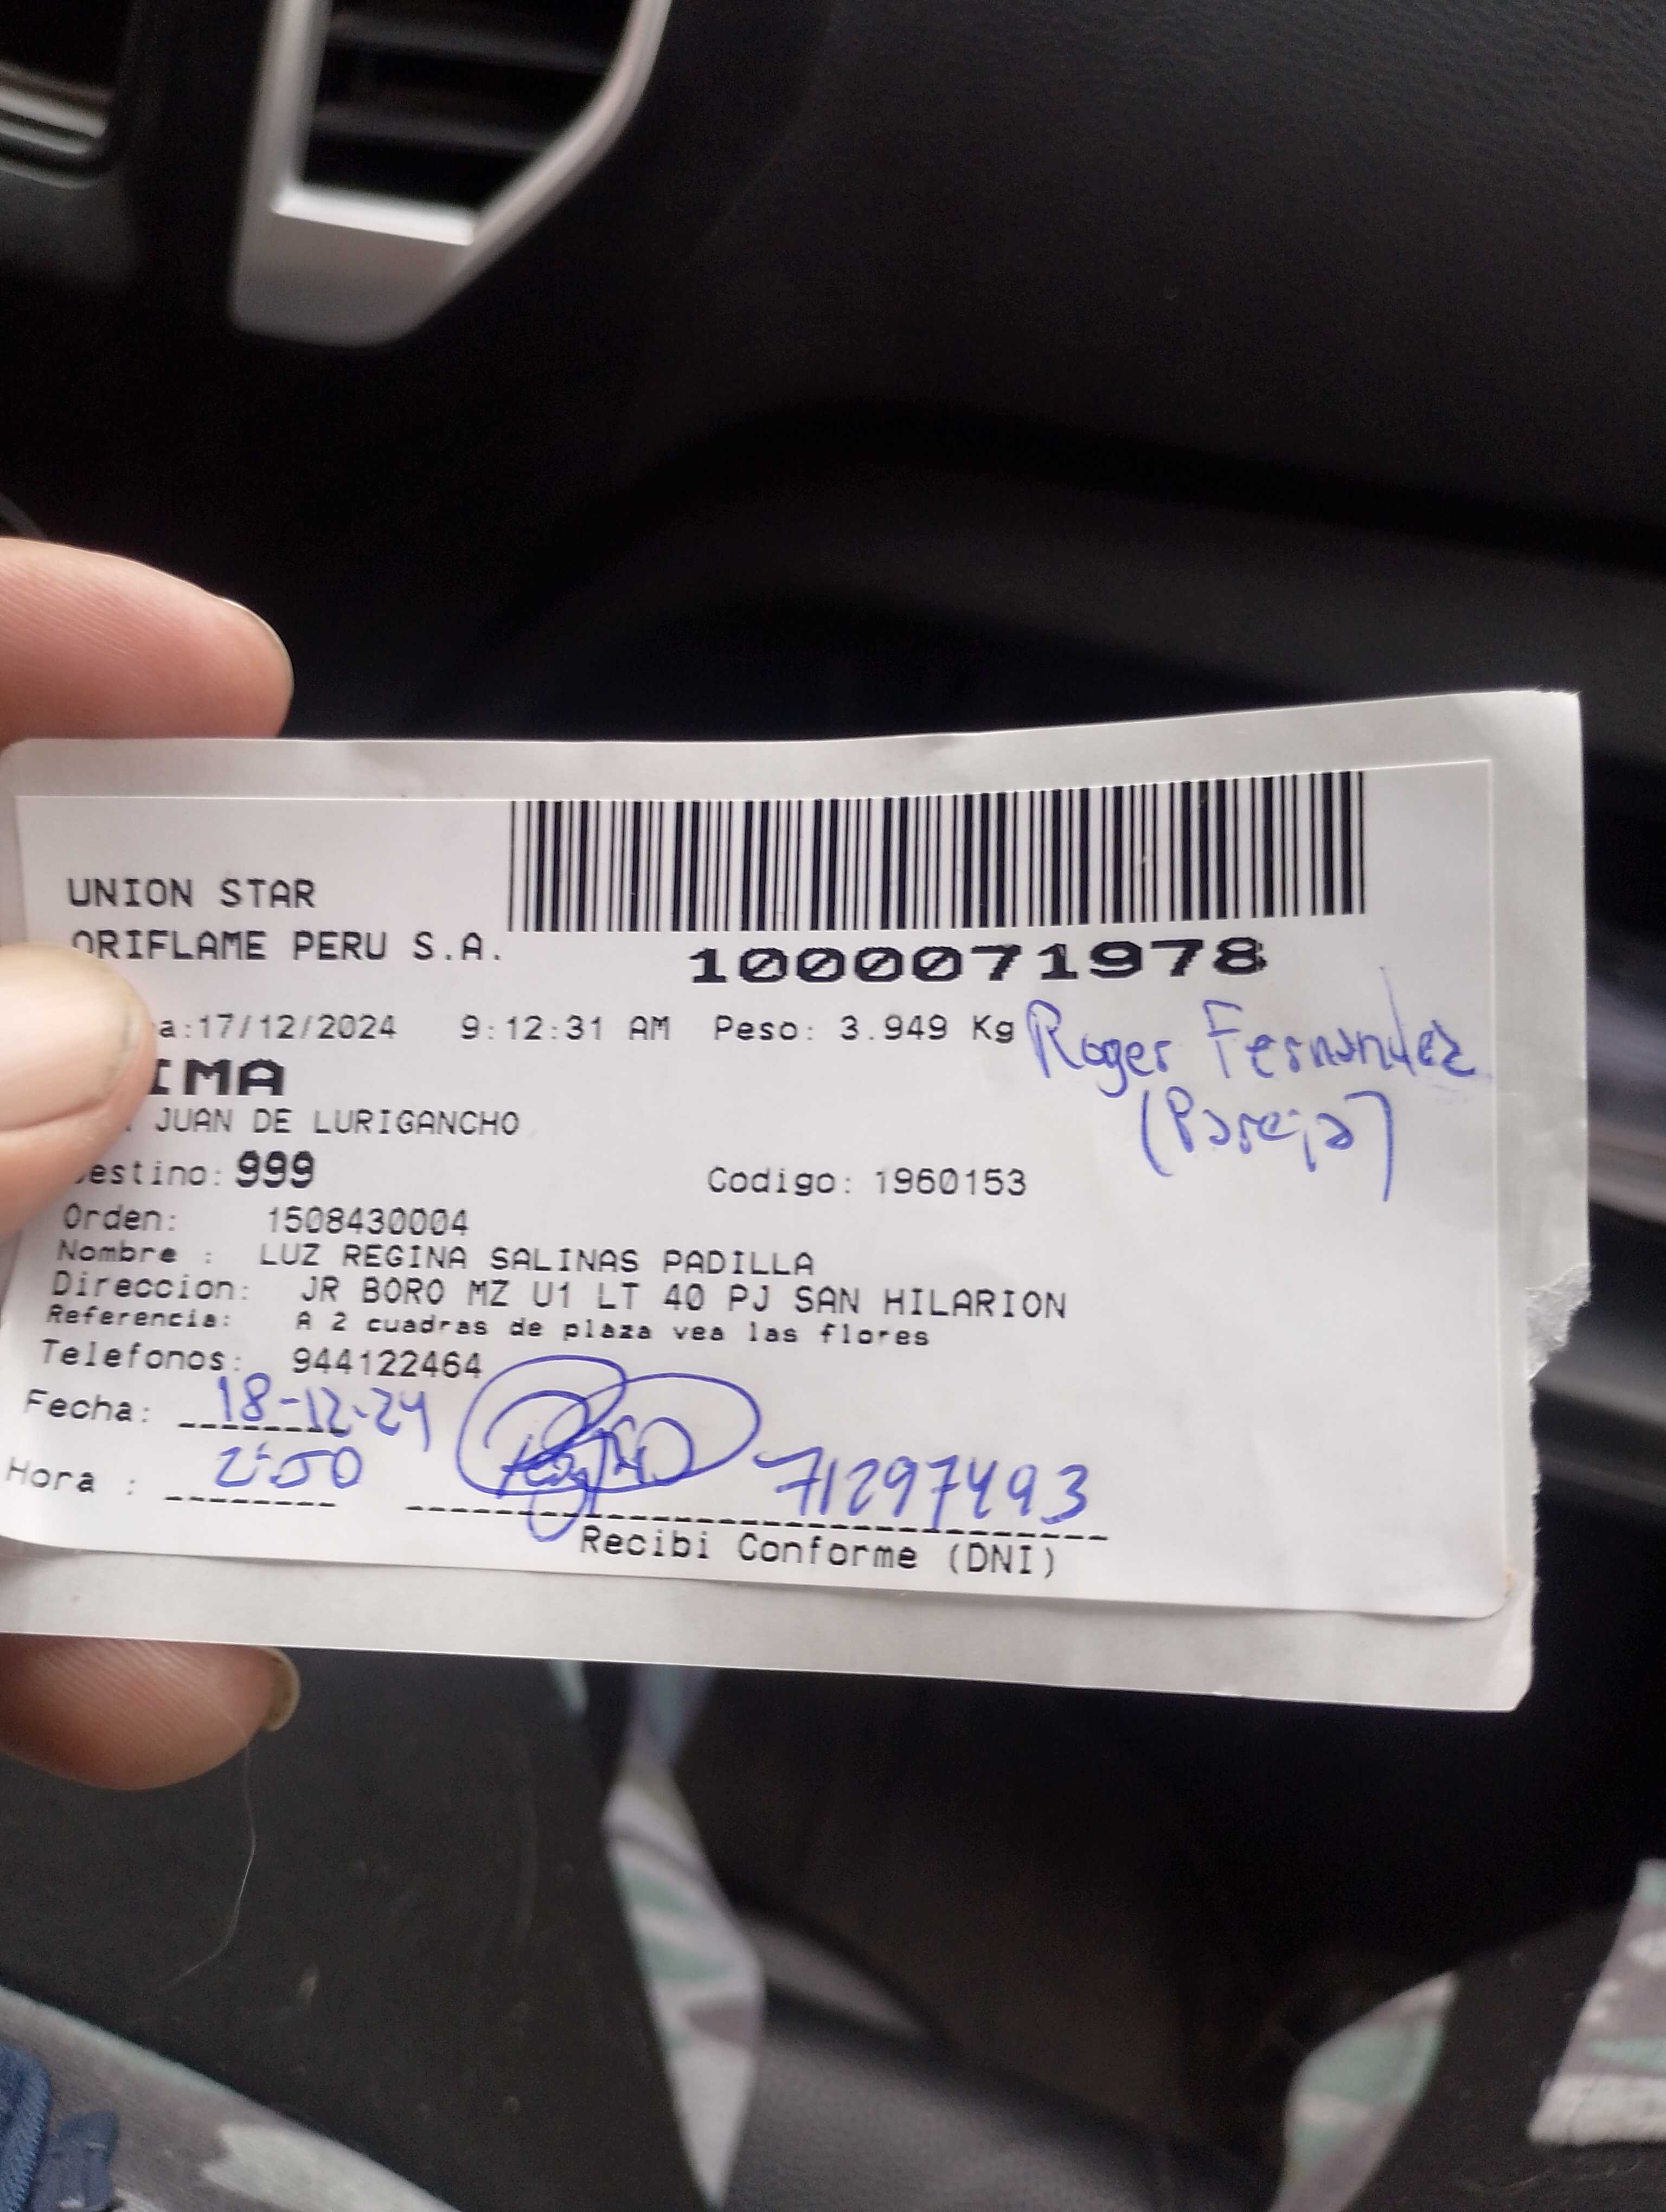 UNION STAR
ORIFLAME PERU S.A.
1000071978
a:17/12/2024 9:12:31 AM Peso: 3.949 Kg
Roger Fernandez
(Pareja)
IMA
. JUAN DE LURIGANCHO
estino: 999 Codigo: 1960153
Orden: 1508430004
Nombre : LUZ REGINA SALINAS PADILLA
Direccion: JR BORO MZ U1 LT 40 PJ SAN HILARION
Referencia: A 2 cuadras de plaza vea las flores
Telefonos: 944122464
Fecha: 18-12-24
Hora : 2:50 71297493
Recibi Conforme (DNI)